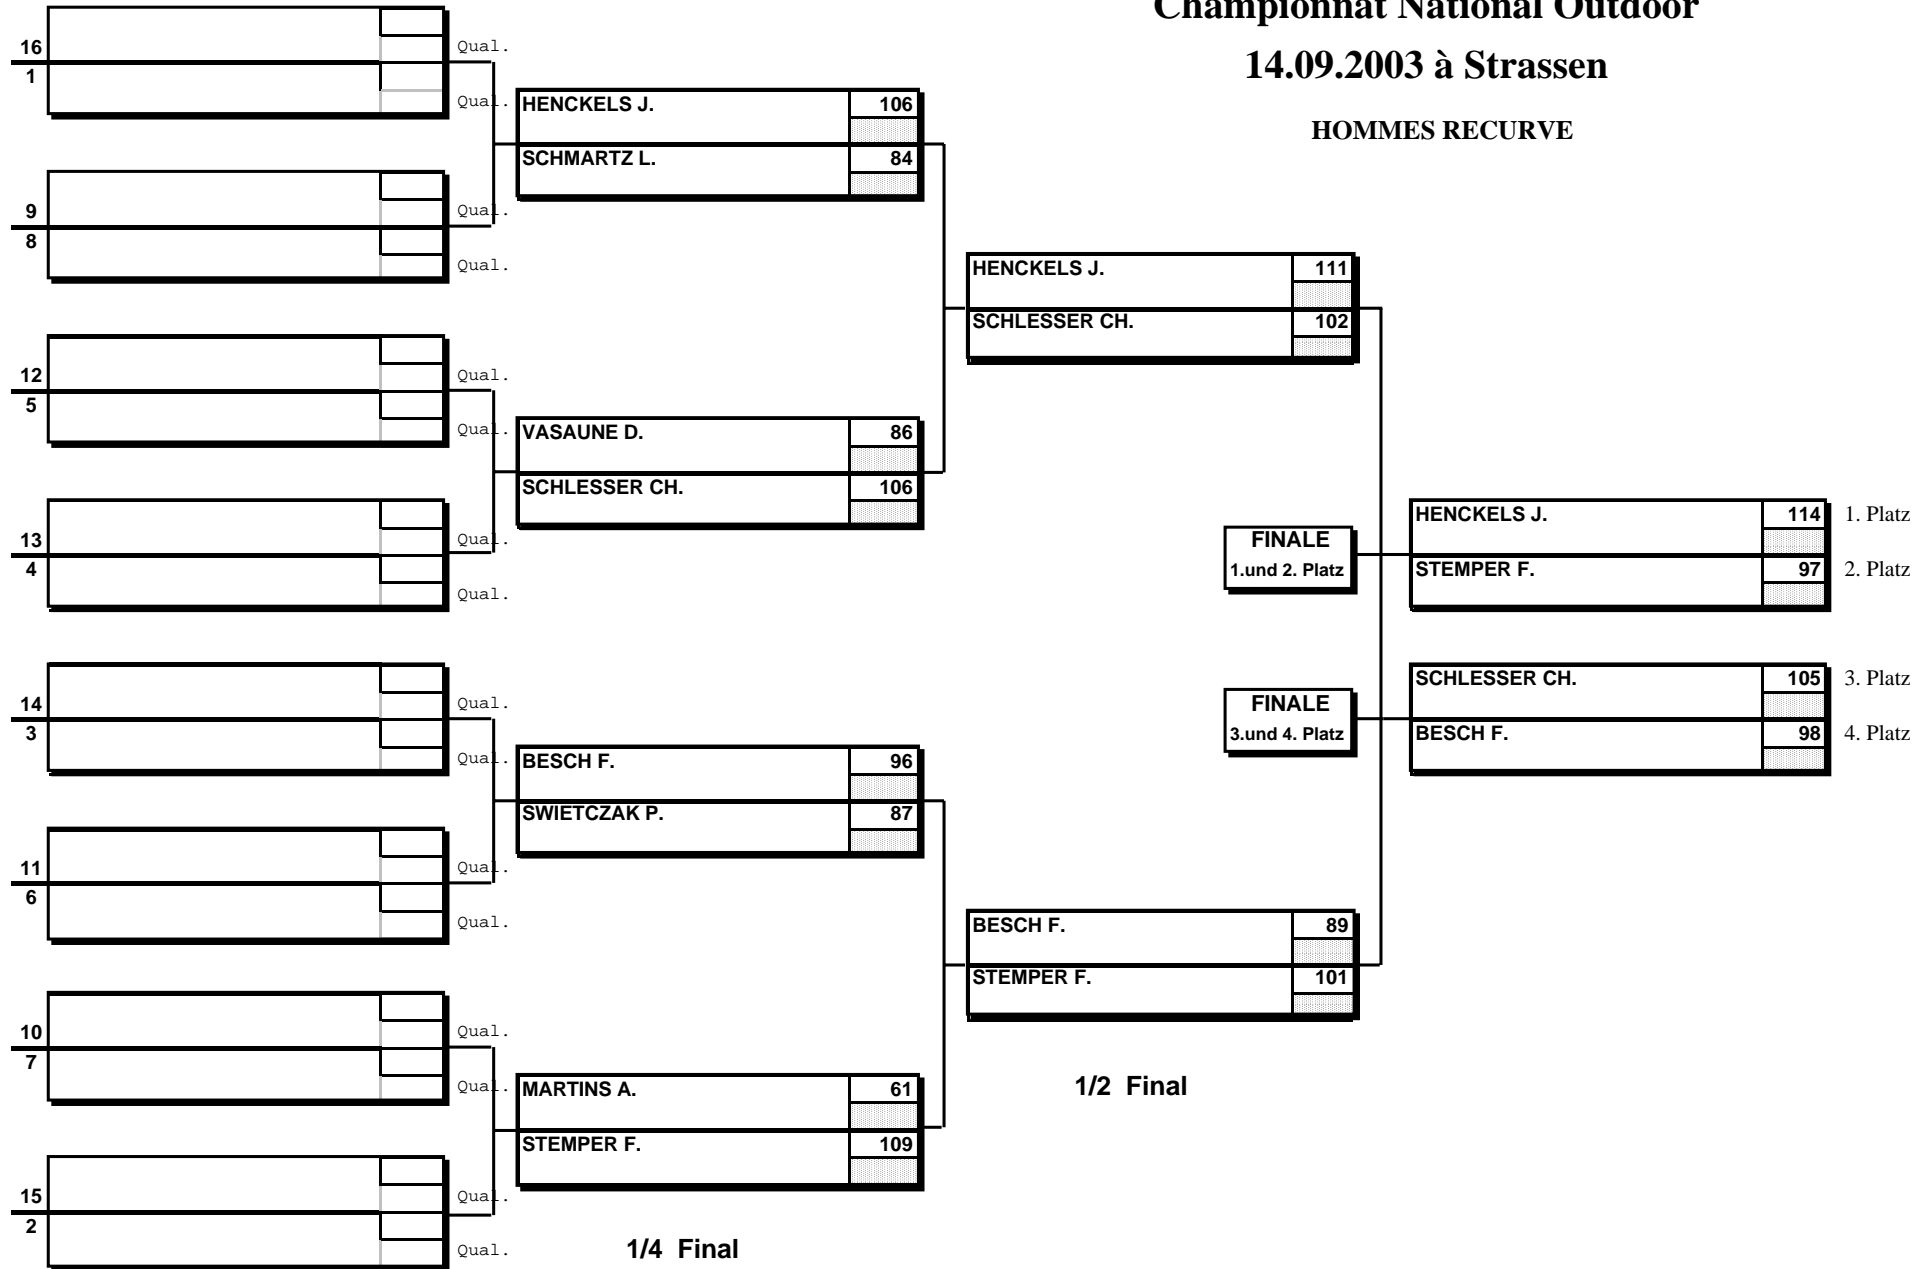 Championnat National Outdoor
14.09.2003 à Strassen
HOMMES RECURVE
16
1
Qual.
Qual.
9
8
Qual.
Qual.
12
5
Qual.
Qual.
13
4
Qual.
Qual.
14
3
Qual.
Qual.
11
6
Qual.
Qual.
10
7
Qual.
Qual.
15
2
Qual.
Qual.
HENCKELS J. 106
SCHMARTZ L. 84
VASAUNE D. 86
SCHLESSER CH. 106
BESCH F. 96
SWIETCZAK P. 87
MARTINS A. 61
STEMPER F. 109
1/4 Final
HENCKELS J. 111
SCHLESSER CH. 102
BESCH F. 89
STEMPER F. 101
1/2 Final
FINALE
1.und 2. Platz
HENCKELS J. 114 1. Platz
STEMPER F. 97 2. Platz
FINALE
3.und 4. Platz
SCHLESSER CH. 105 3. Platz
BESCH F. 98 4. Platz